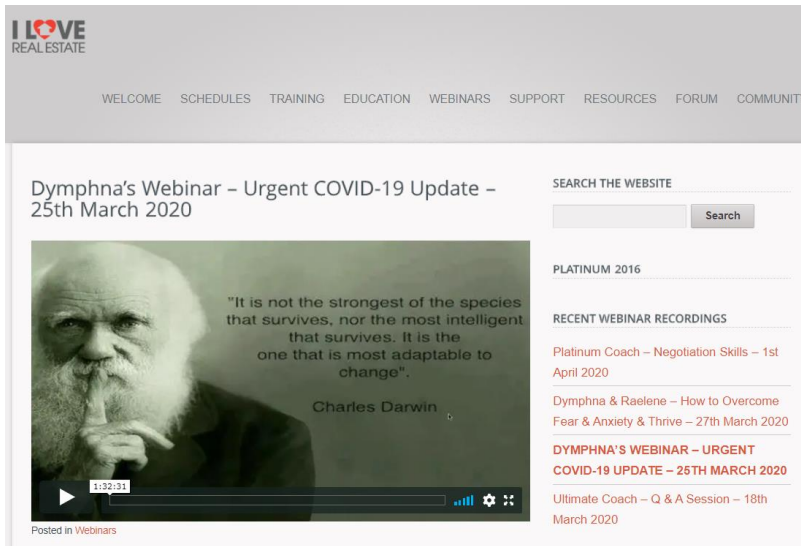 I LOVE
REAL ESTATE
WELCOME SCHEDULES TRAINING EDUCATION WEBINARS SUPPORT RESOURCES FORUM COMMUNIT
Dymphna's Webinar – Urgent COVID-19 Update –
25th March 2020
"It is not the strongest of the species
that survives, nor the most intelligent
that survives. It is the
one that is most adaptable to
change".
Charles Darwin
1:32:31
Posted in Webinars
SEARCH THE WEBSITE
Search
PLATINUM 2016
RECENT WEBINAR RECORDINGS
Platinum Coach – Negotiation Skills – 1st
April 2020
Dymphna & Raelene – How to Overcome
Fear & Anxiety & Thrive – 27th March 2020
DYMPHNA'S WEBINAR – URGENT
COVID-19 UPDATE – 25TH MARCH 2020
Ultimate Coach – Q & A Session – 18th
March 2020